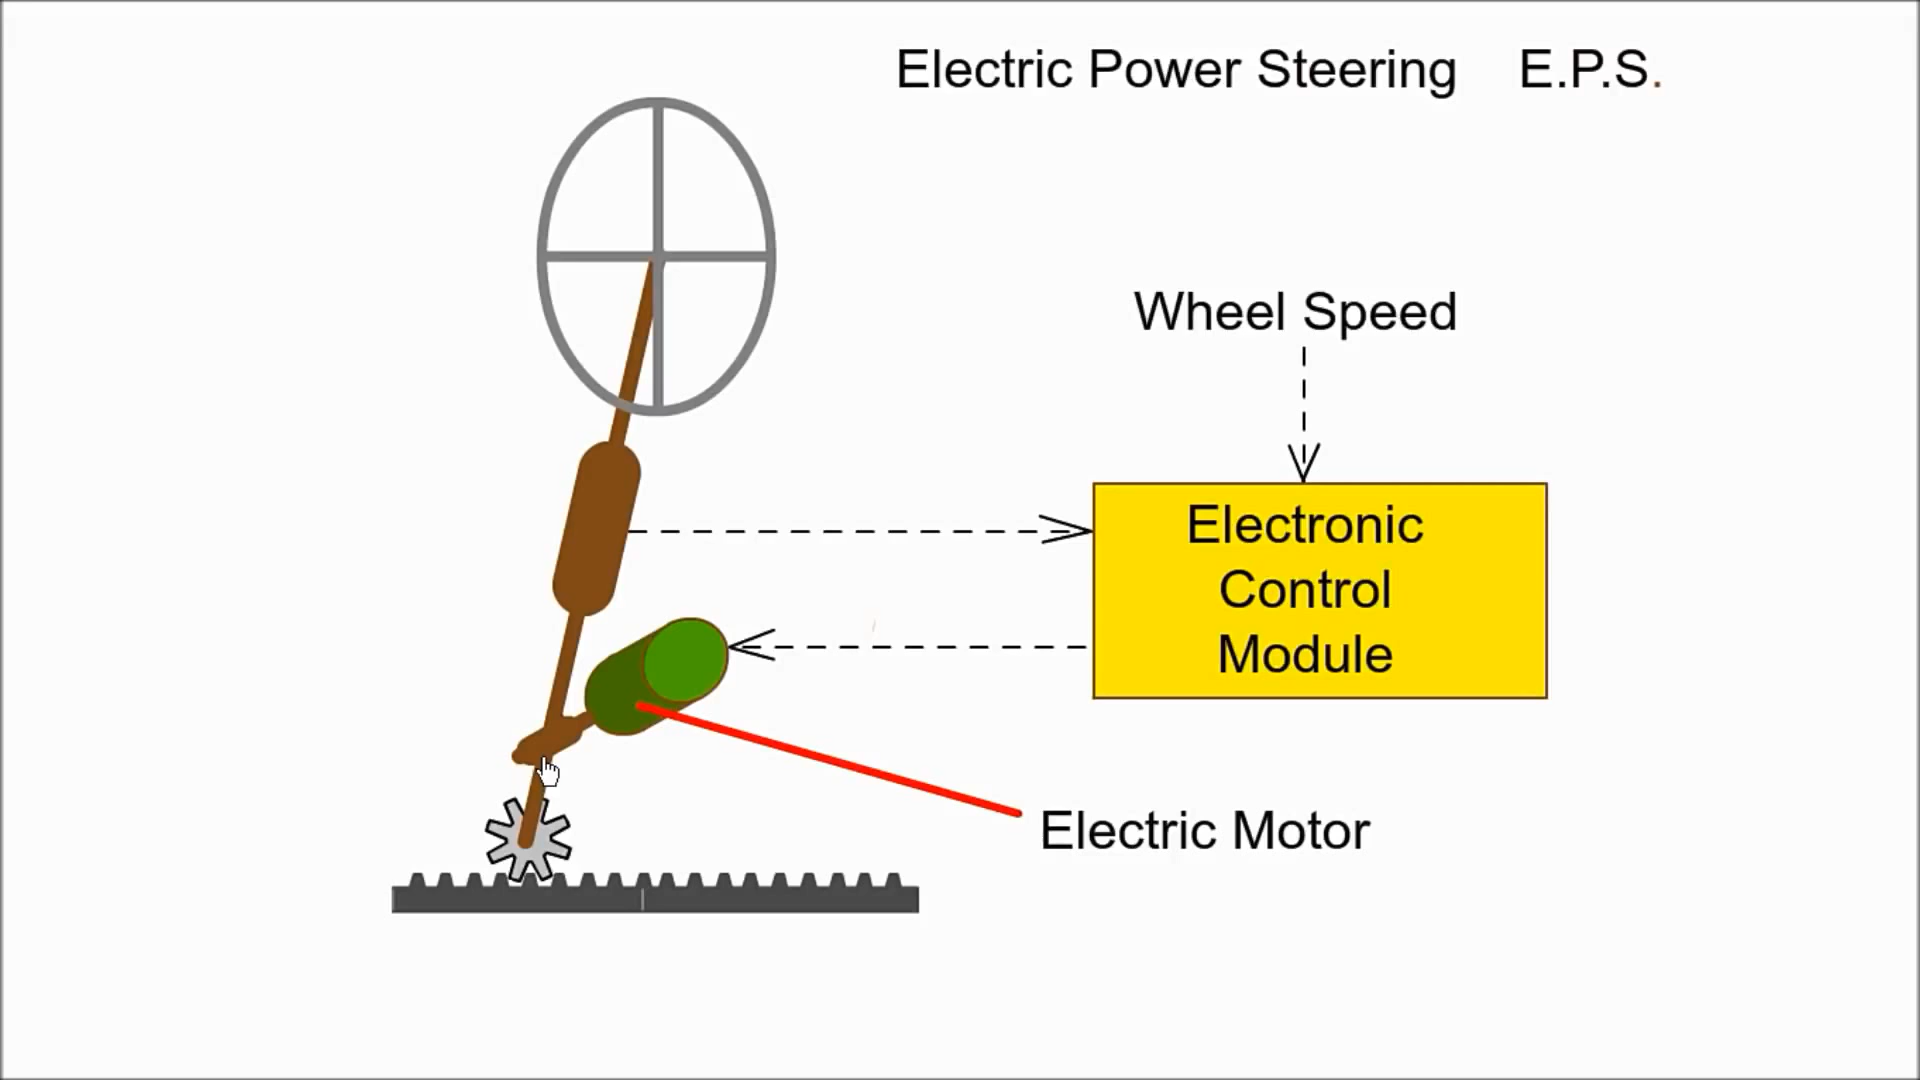 Electric Power Steering E.P.S.
Wheel Speed
Electronic
Control
Module
Electric Motor